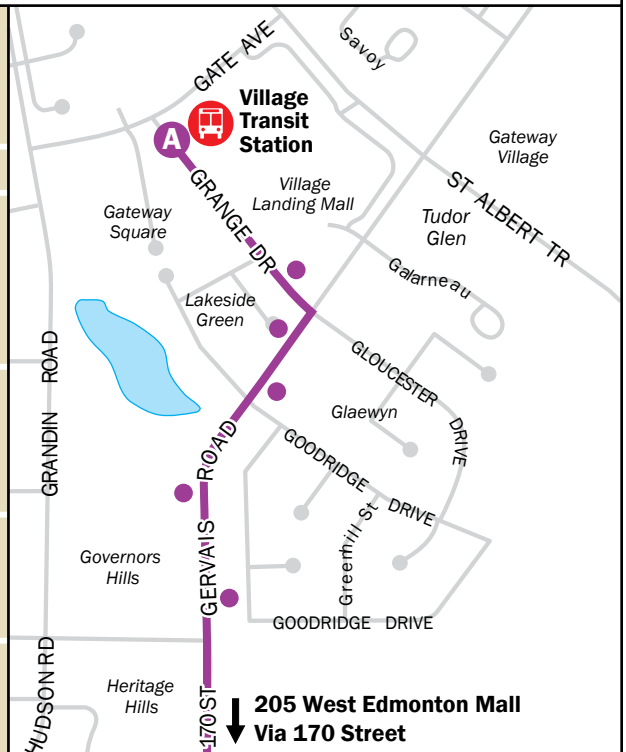 GATE AVE
Savoy
Village
Transit
Station
A
Gateway
Village
GRANGE DR
Village
Landing Mall
ST ALBERT TR
Gateway
Square
Tudor
Glen
Galarneau
Lakeside
Green
GRANDIN ROAD
GLOUCESTER DRIVE
Glaewyn
GERVAIS ROAD
GOODRIDGE DRIVE
Greenhill St
Governors
Hills
GOODRIDGE DRIVE
HUDSON RD
Heritage
Hills
170 ST
205 West Edmonton Mall
Via 170 Street